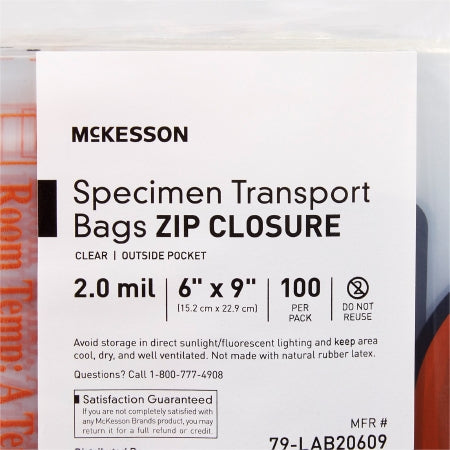 McKESSON
Specimen Transport
Bags ZIP CLOSURE
CLEAR | OUTSIDE POCKET
2.0 mil | 6" x 9" | 100
(15.2 cm x 22.9 cm)
PER
PACK
DO NOT
REUSE
Avoid storage in direct sunlight/fluorescent lighting and keep area
cool, dry, and well ventilated. Not made with natural rubber latex.
Questions? Call 1-800-777-4908
Satisfaction Guaranteed
If you are not completely satisfied with
any McKesson Brands product, you may
return it for a full refund or credit.
MFR #
79-LAB20609
Room Temp: A Te